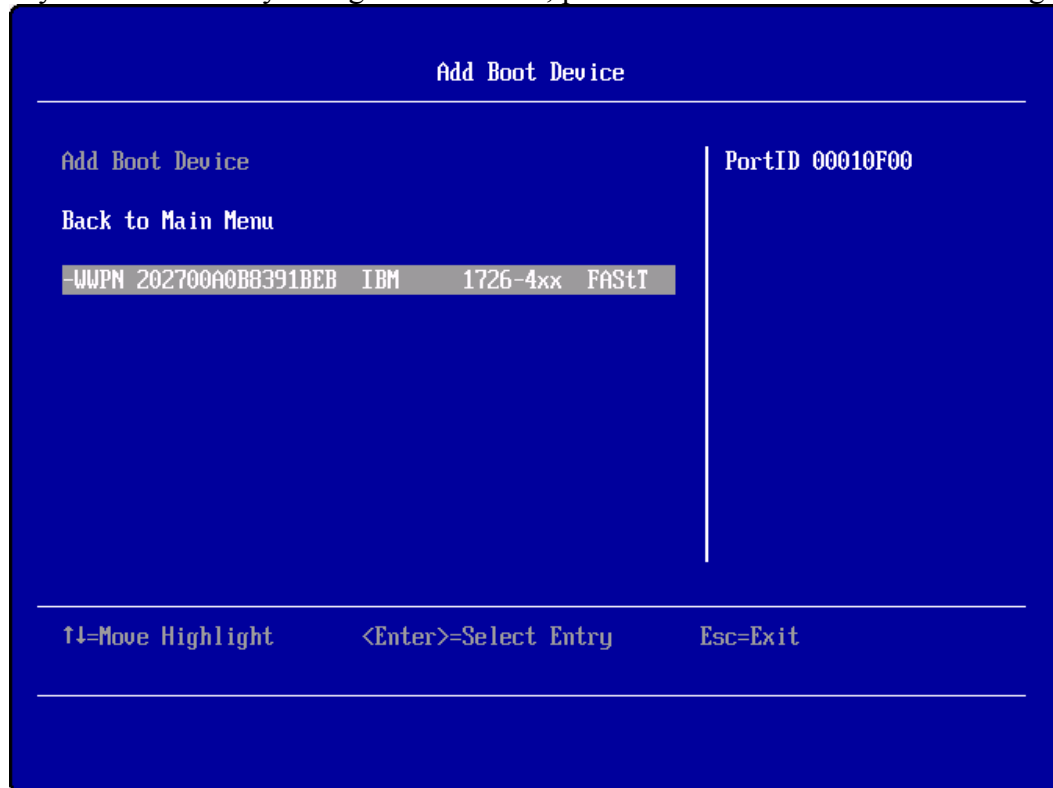 Add Boot Device
Add Boot Device
PortID 00010F00
Back to Main Menu
-WWPN 202700A0B8391BEB IBM 1726-4xx FAStT
↑↓=Move Highlight <Enter>=Select Entry Esc=Exit